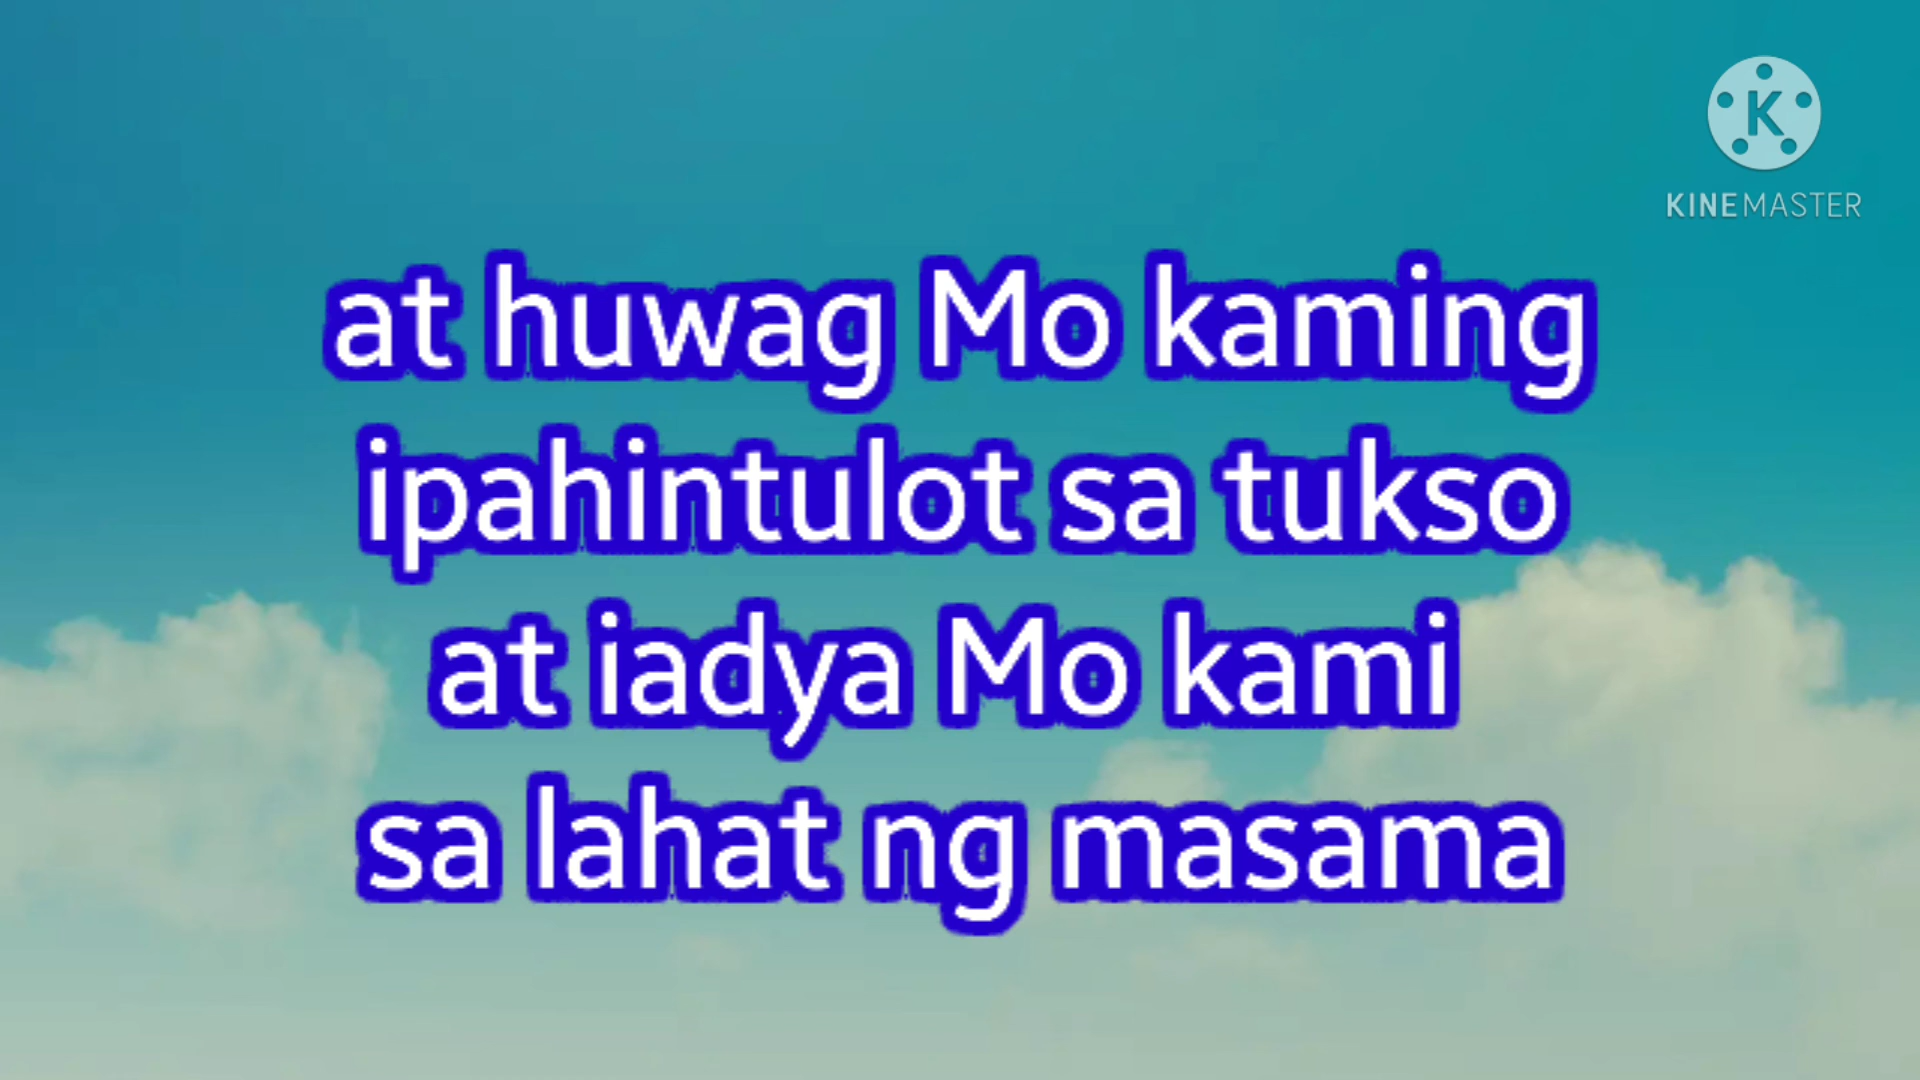 K
KINEMASTER
at huwag Mo kaming
ipahintulot sa tukso
at iadya Mo kami
sa lahat ng masama